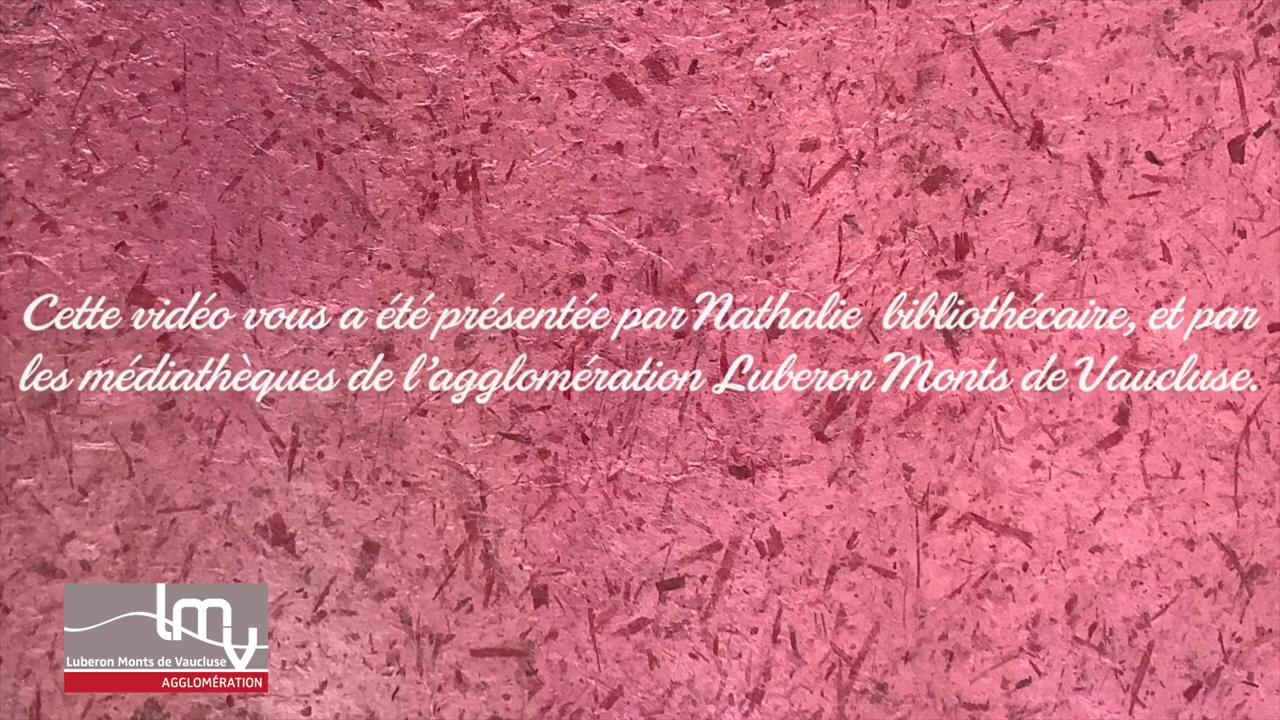 Cette vidéo vous a été présentée par Nathalie bibliothécaire, et par
les médiathèques de l'agglomération Luberon Monts de Vaucluse.
lmv
Luberon Monts de Vaucluse
AGGLOMÉRATION